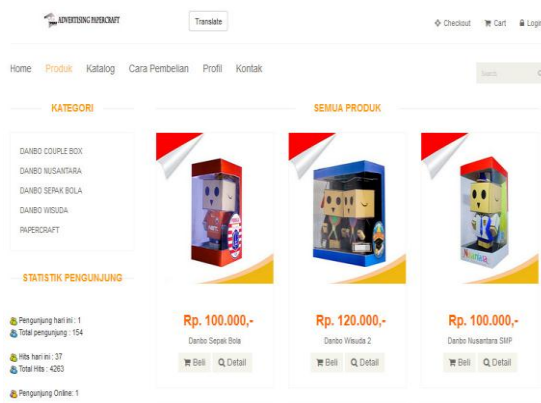 ADVERTISING PAPERCRAFT
Translate
Checkout Cart Login
Home Produk Katalog Cara Pembelian Profil Kontak
Search
KATEGORI
DANBO COUPLE BOX
DANBO NUSANTARA
DANBO SEPAK BOLA
DANBO WISUDA
PAPERCRAFT
STATISTIK PENGUNJUNG
Pengunjung hari ini : 1
Total pengunjung : 154
Hits hari ini : 37
Total Hits : 4263
Pengunjung Online: 1
SEMUA PRODUK
Rp. 100.000,-
Danbo Sepak Bola
Beli Detail
Rp. 120.000,-
Danbo Wisuda 2
Beli Detail
Rp. 100.000,-
Danbo Nusantara SMP
Beli Detail